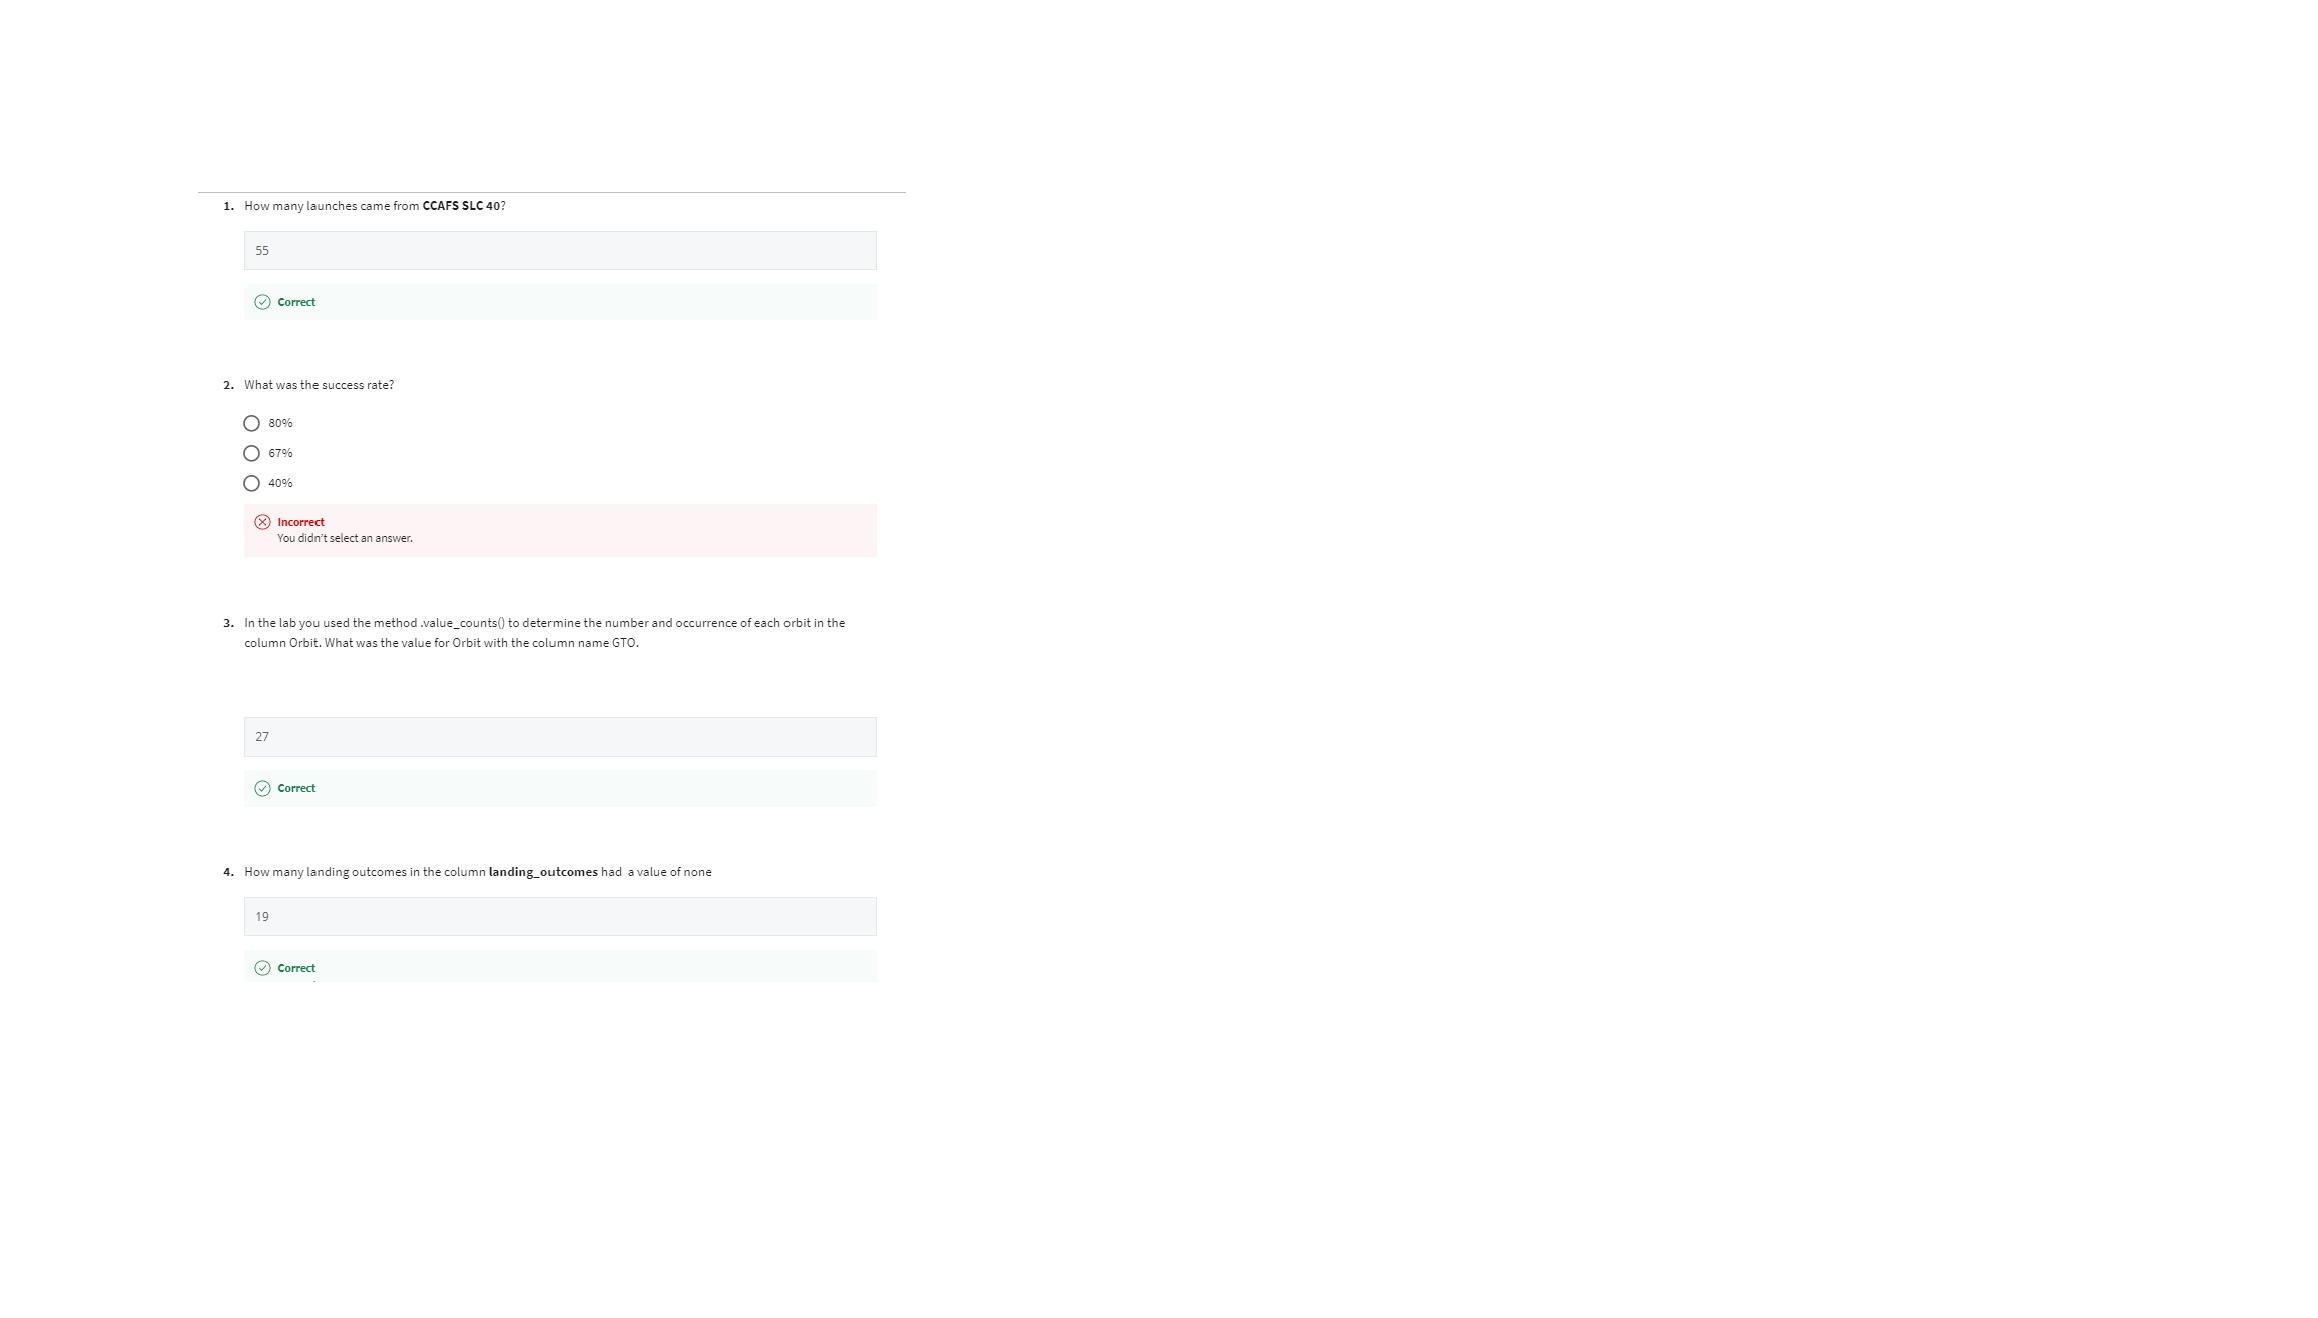 1. How many launches came from CCAFS SLC 40?
55
Correct
2. What was the success rate?
80%
67%
40%
Incorrect
You didn't select an answer.
3. In the lab you used the method .value_counts() to determine the number and occurrence of each orbit in the
column Orbit. What was the value for Orbit with the column name GTO.
27
Correct
4. How many landing outcomes in the column landing_outcomes had  a value of none
19
Correct